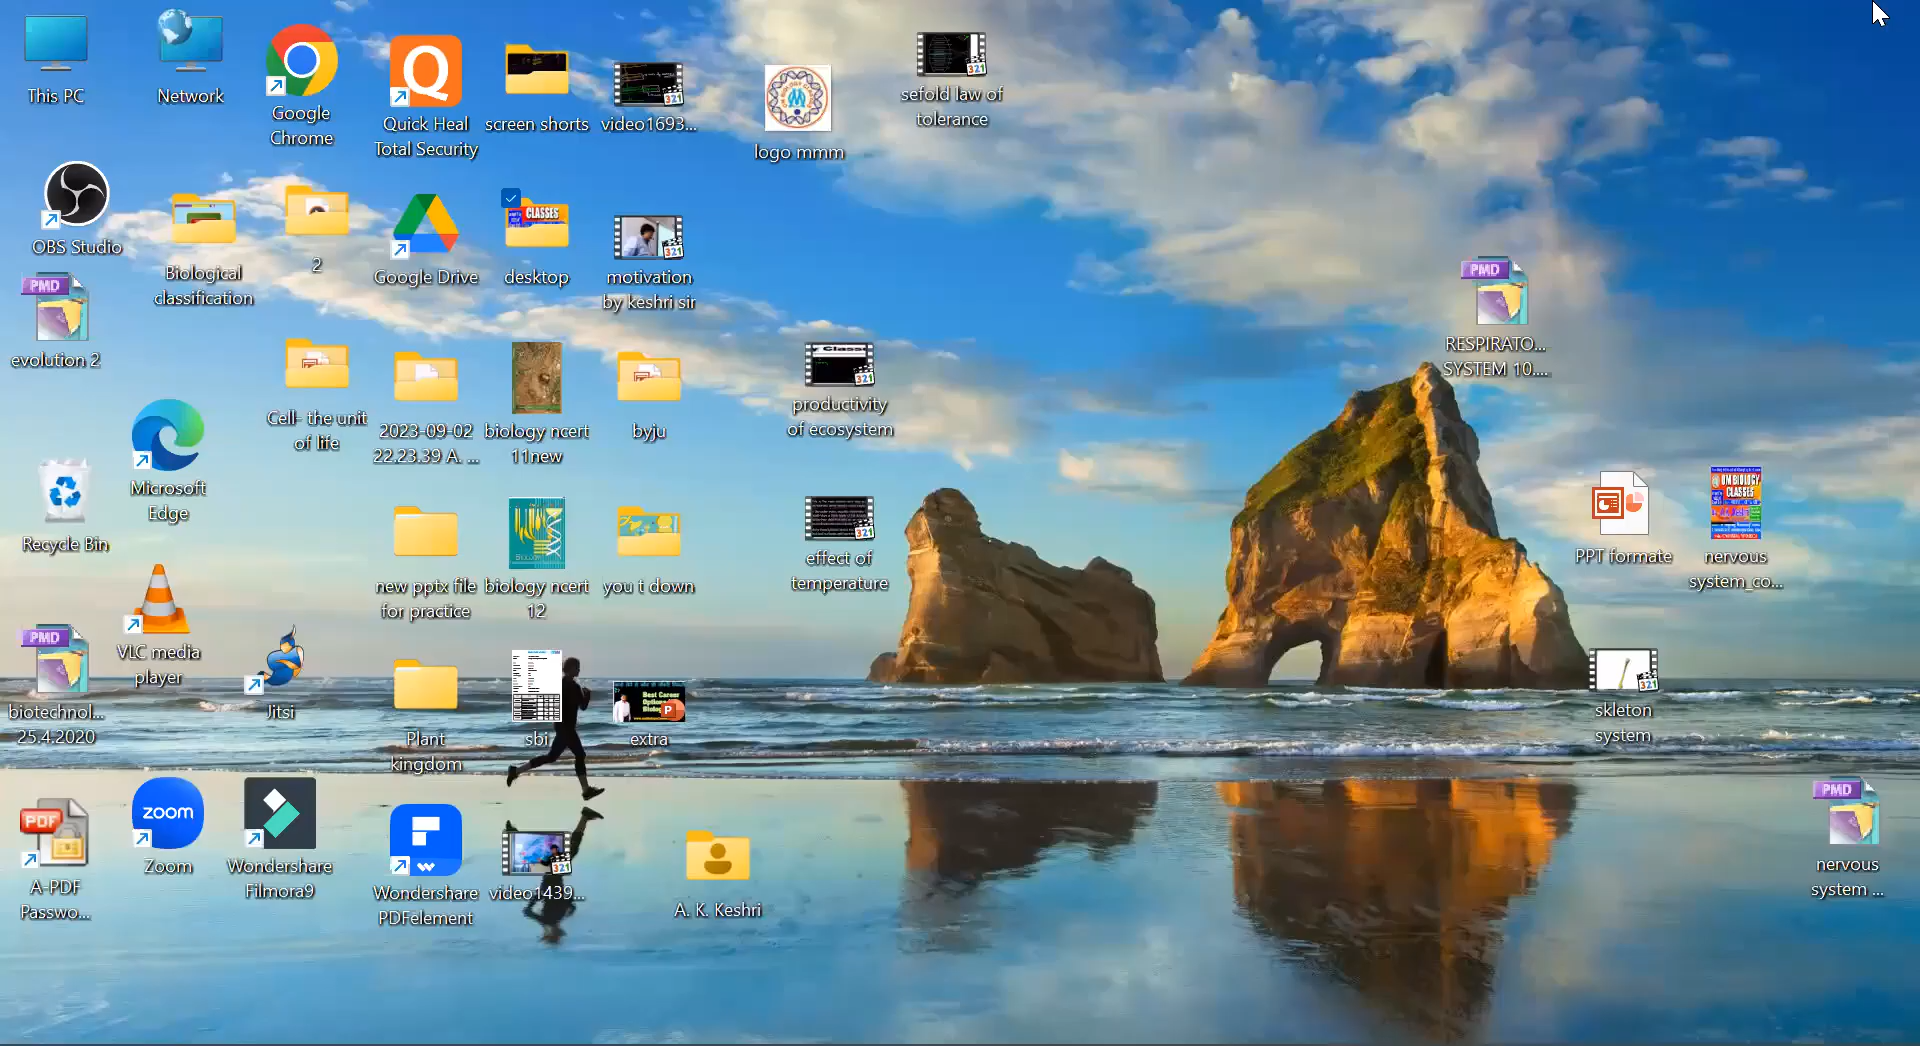 This PC
Network
Google
Chrome
Quick Heal
Total Security
screen shorts
video1693...
logo mmm
sefold law of
tolerance
OBS Studio
Biological
classification
2
Google Drive
CLASSES
desktop
motivation
by keshri sir
PMD
evolution 2
PMD
RESPIRATO...
SYSTEM 10....
Cell- the unit
of life
2023-09-02
22.23.39 A. ...
biology ncert
11new
byju
productivity
of ecosystem
Microsoft
Edge
Recycle Bin
new pptx file
for practice
biology ncert
12
you t down
effect of
temperature
PPT formate
OM BIOLOGY
CLASSES
nervous
system_co...
VLC media
player
PMD
biotechnol...
25.4.2020
Jitsi
Plant
kingdom
sbi
Best Career
extra
skleton
system
PDF
A-PDF
Passwo...
zoom
Zoom
Wondershare
Filmora9
Wondershare
PDFelement
video1439...
A. K. Keshri
PMD
nervous
system ...